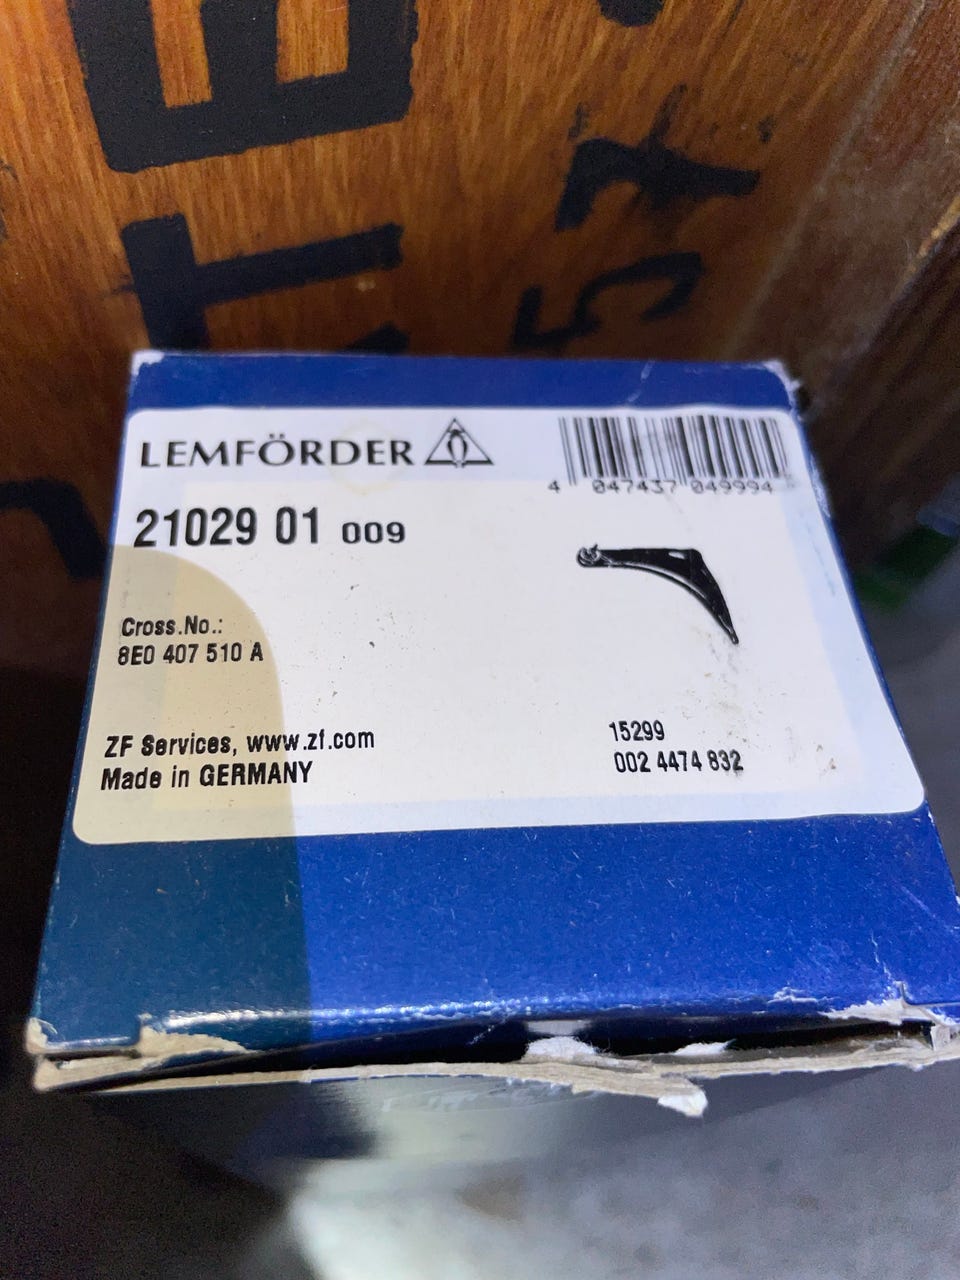 LEMFÖRDER
4 047437 049994
21029 01 009
Cross.No.:
8E0 407 510 A
ZF Services, www.zf.com
Made in GERMANY
15299
002 4474 832